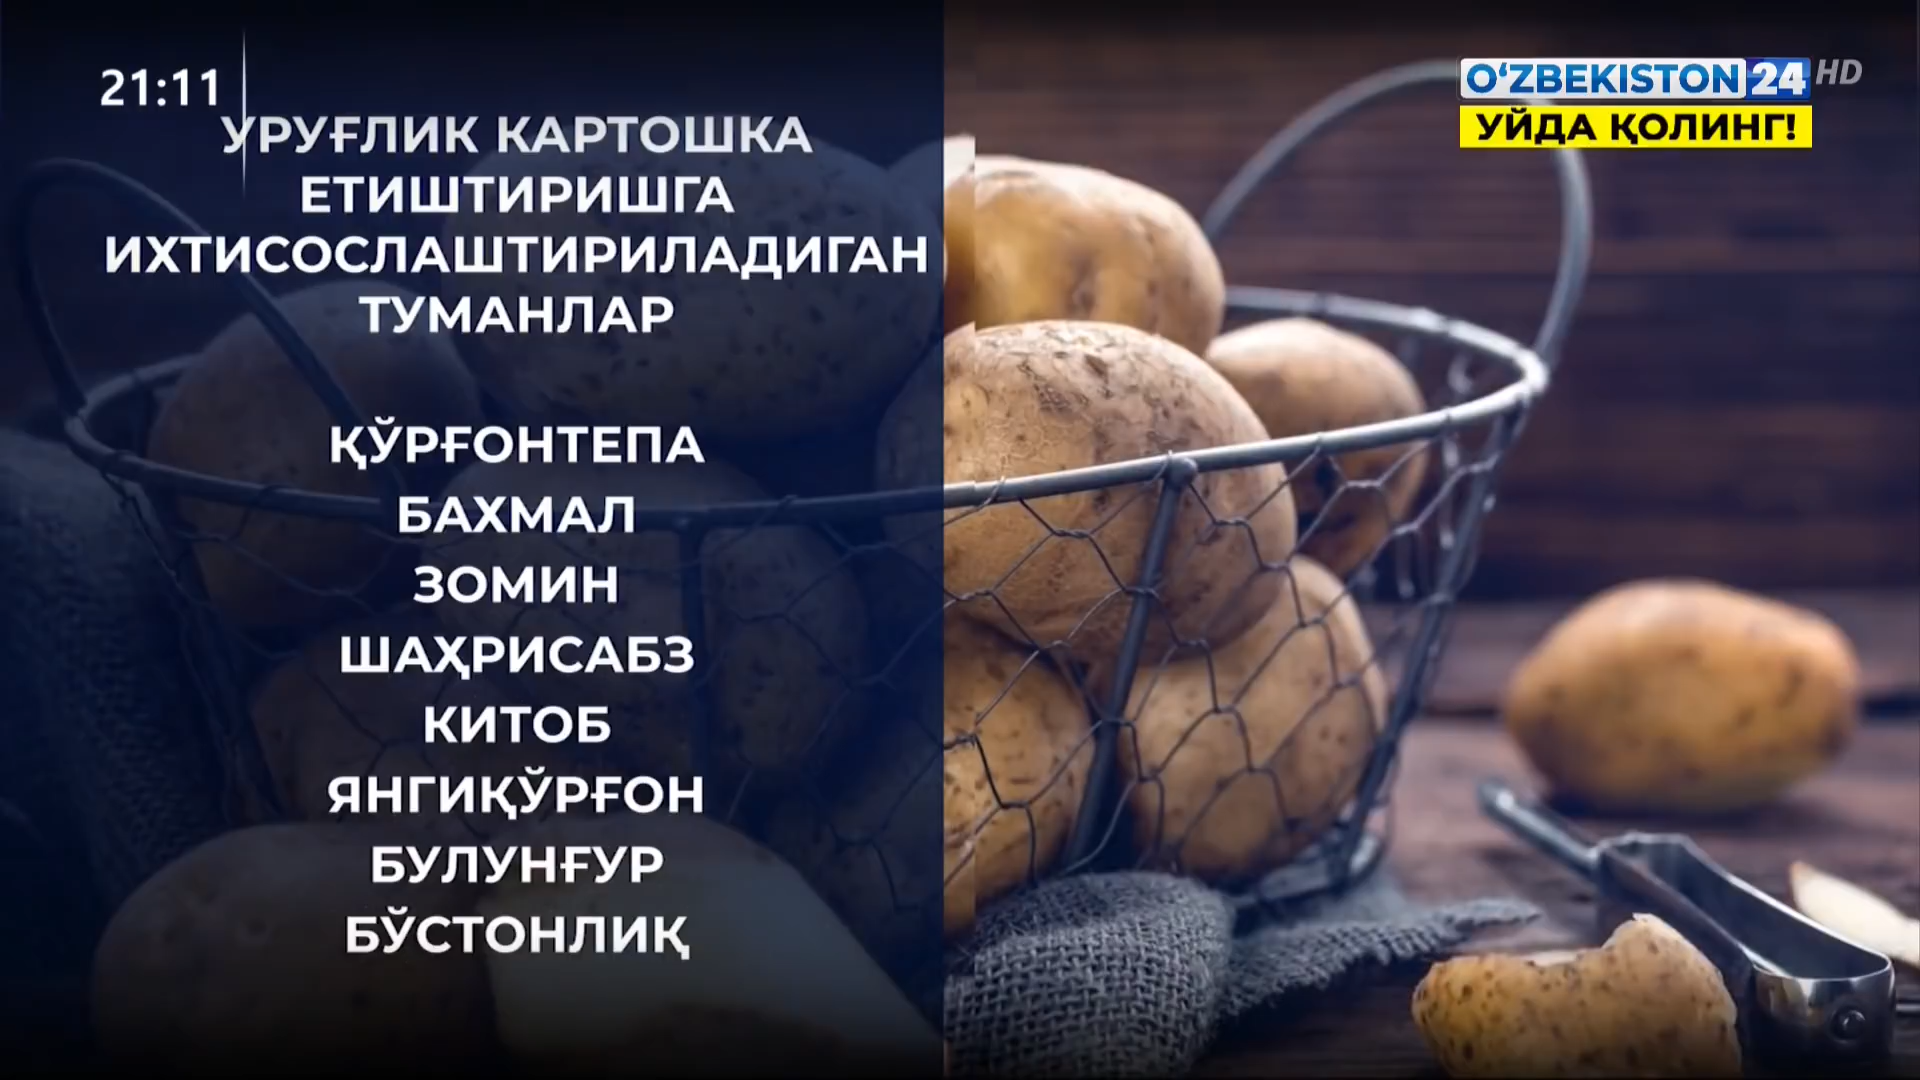 21:11
O‘ZBEKISTON 24 HD
УЙДА ҚОЛИНГ!
УРУҒЛИК КАРТОШКА
ЕТИШТИРИШГА
ИХТИСОСЛАШТИРИЛАДИГАН
ТУМАНЛАР
ҚЎРҒОНТЕПА
БАХМАЛ
ЗОМИН
ШАҲРИСАБЗ
КИТОБ
ЯНГИҚЎРҒОН
БУЛУНҒУР
БЎСТОНЛИҚ